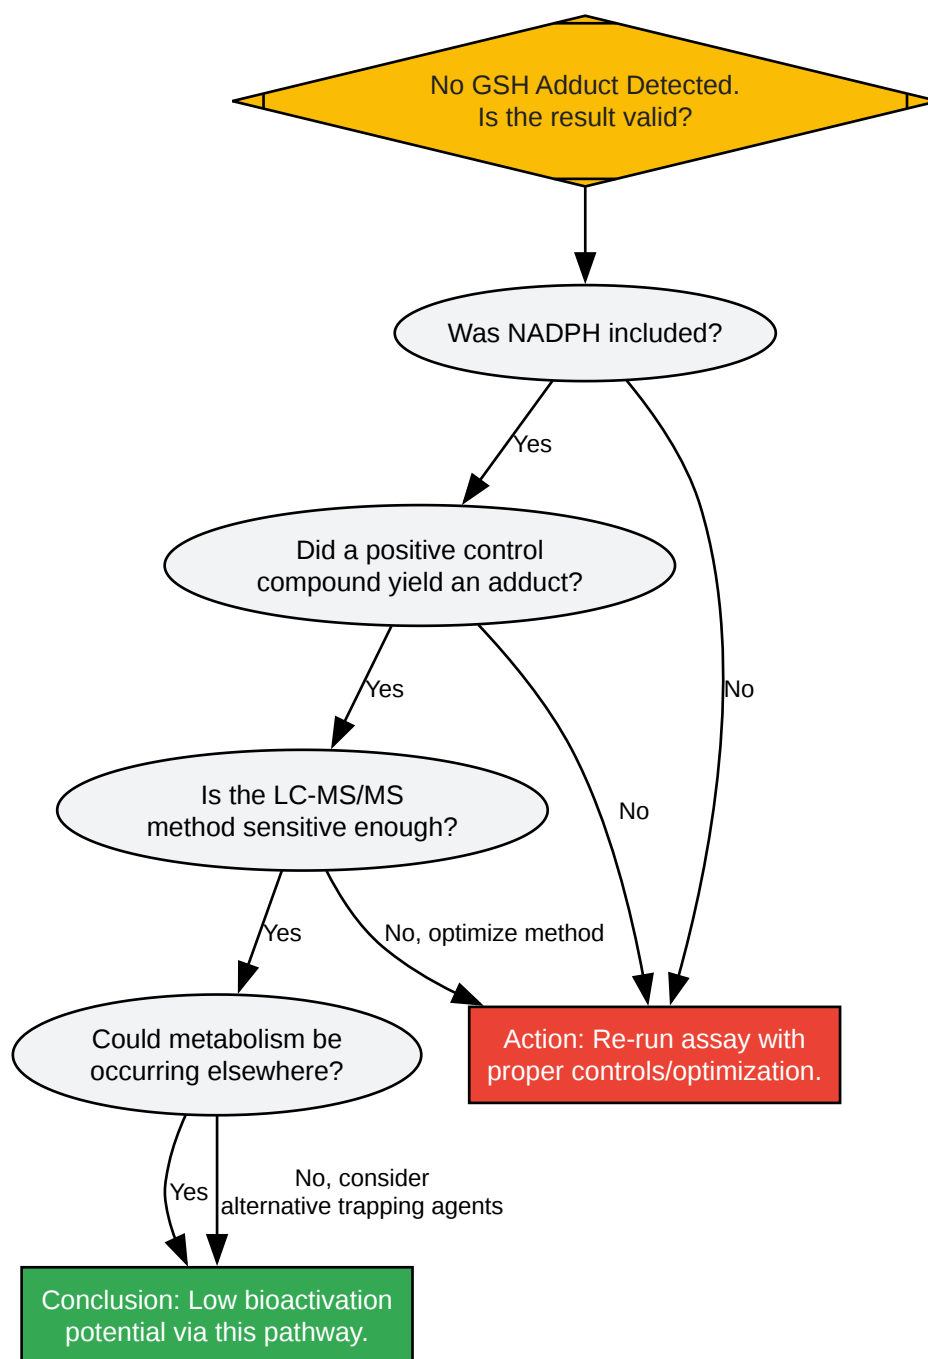 No GSH Adduct Detected.
Is the result valid?
Was NADPH included?
Yes
Did a positive control
compound yield an adduct?
Yes
No
Is the LC-MS/MS
method sensitive enough?
No
Yes
No, optimize method
Could metabolism be
occurring elsewhere?
Action: Re-run assay with
proper controls/optimization.
Yes
No, consider
alternative trapping agents
Conclusion: Low bioactivation
potential via this pathway.